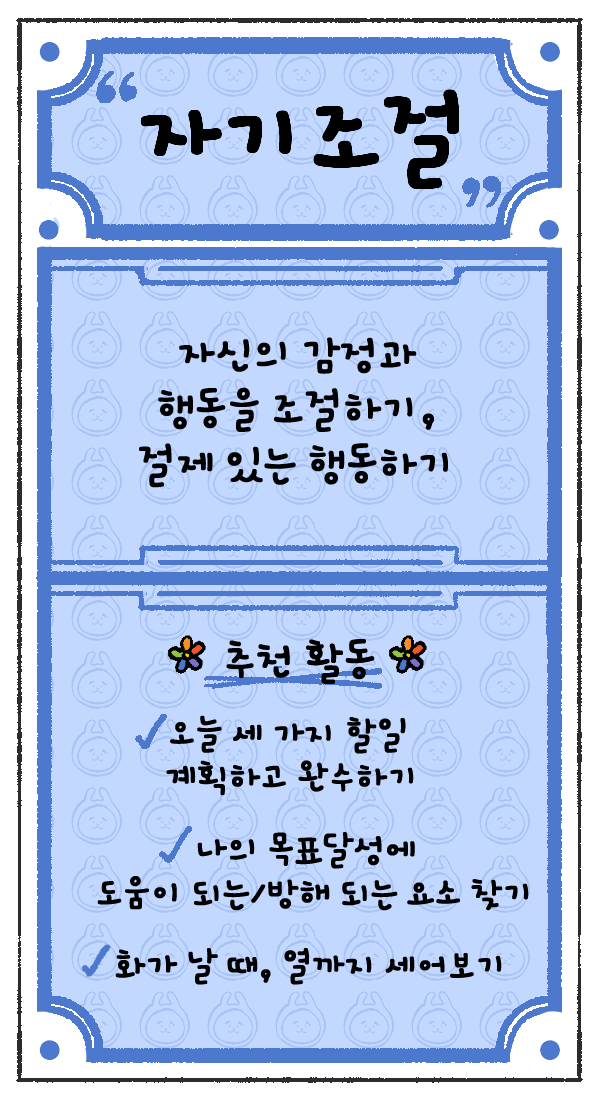 “자기조절”
자신의 감정과
행동을 조절하기,
절제 있는 행동하기
추천 활동
오늘 세 가지 할일
계획하고 완수하기
나의 목표달성에
도움이 되는/방해 되는 요소 찾기
화가 날 때, 열까지 세어보기